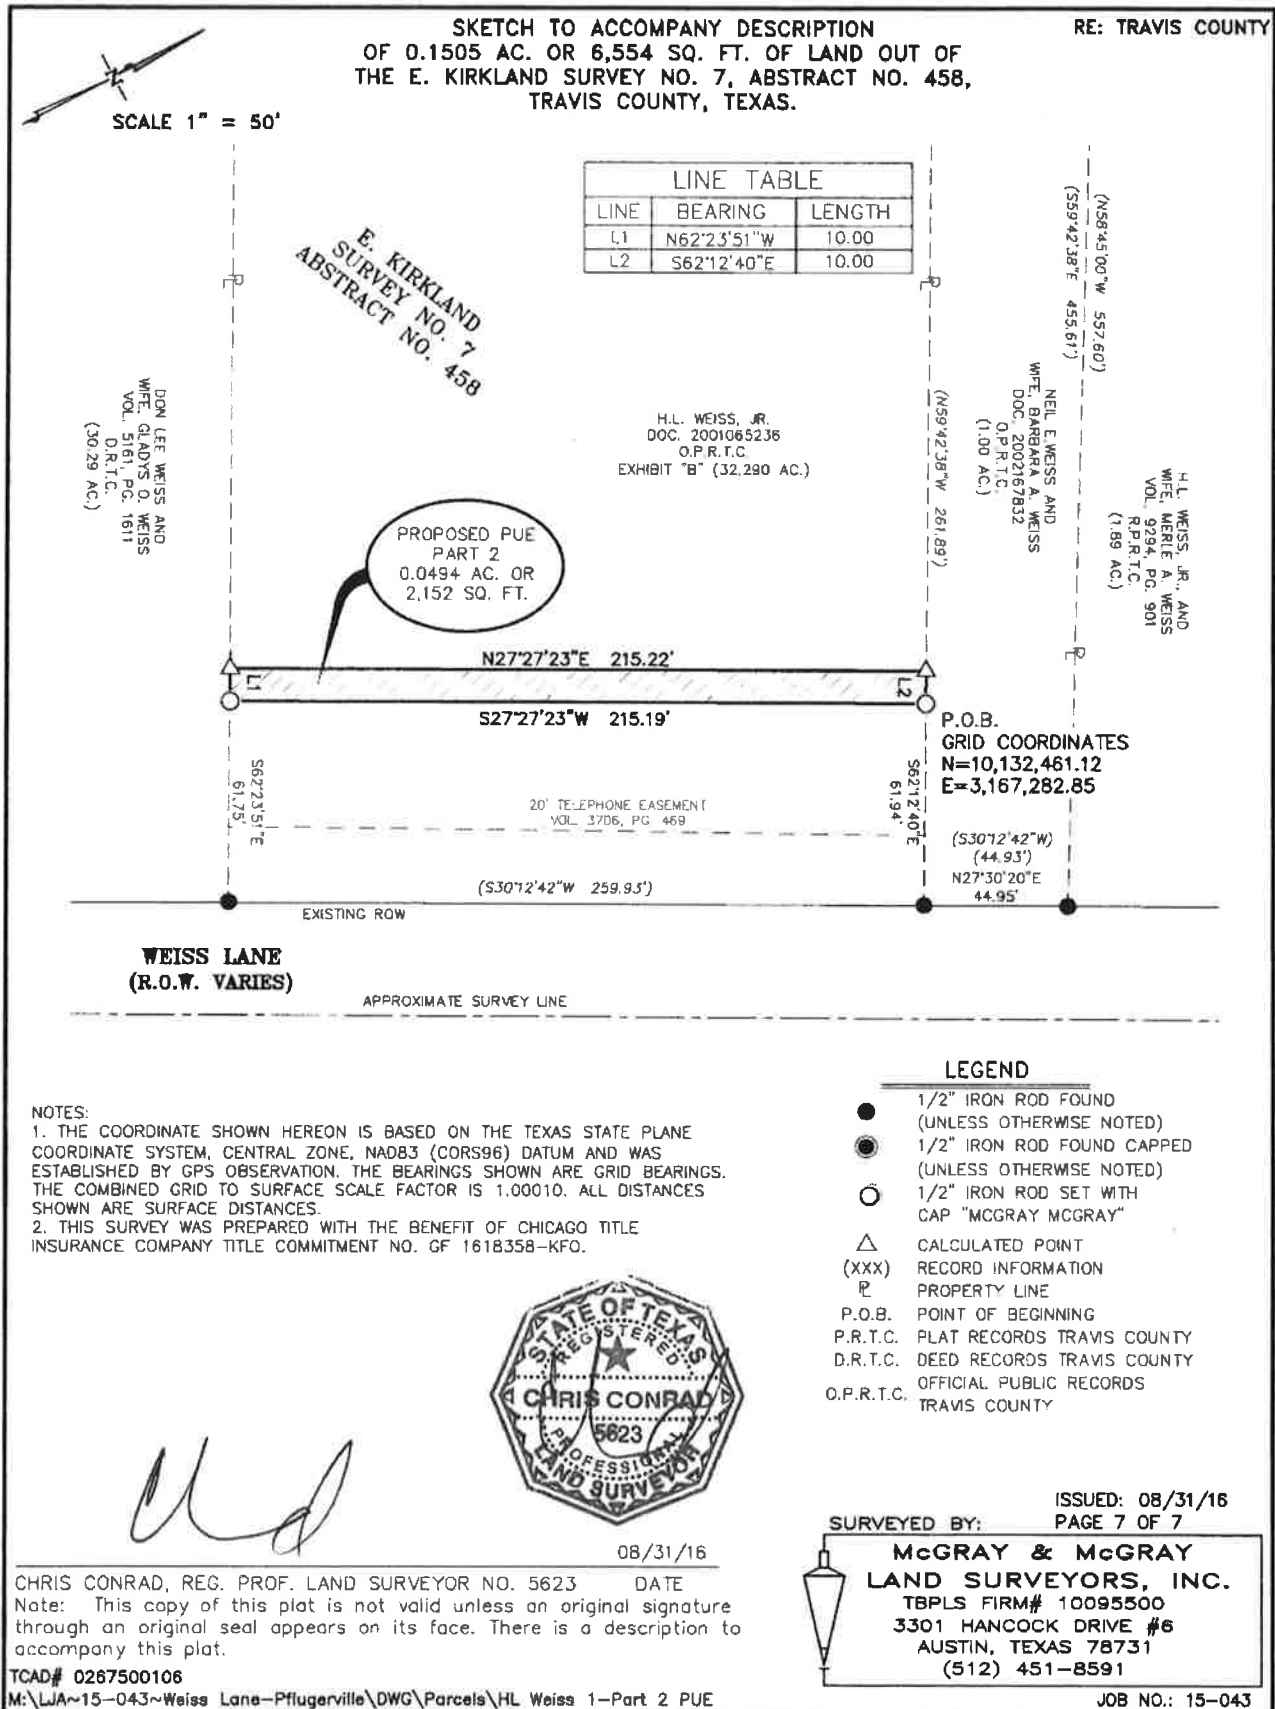 SKETCH TO ACCOMPANY DESCRIPTION
OF 0.1505 AC. OR 6,554 SQ. FT. OF LAND OUT OF
THE E. KIRKLAND SURVEY NO. 7, ABSTRACT NO. 458,
TRAVIS COUNTY, TEXAS.
RE: TRAVIS COUNTY
N
SCALE 1" = 50'
LINE TABLE
LINE BEARING LENGTH
L1 N62°23'51"W 10.00
L2 S62°12'40"E 10.00
E. KIRKLAND
SURVEY NO. 7
ABSTRACT NO. 458
DON LEE WEISS AND
WIFE, GLADYS O. WEISS
VOL. 5161, PG. 1611
D.R.T.C.
(30.29 AC.)
H.L. WEISS, JR.
DOC. 2001065236
O.P.R.T.C.
EXHIBIT "B" (32.290 AC.)
(N59°42'38"W 261.89')
NEIL E.WEISS AND
WIFE, BARBARA A. WEISS
DOC. 2002167832
O.P.R.T.C.
(1.00 AC.)
(S59°42'38"E 455.61')
(N58°45'00"W 557.60')
H.L. WEISS, JR., AND
WIFE, MERLE A. WEISS
VOL. 9294, PG. 901
R.P.R.T.C.
(1.89 AC.)
PROPOSED PUE
PART 2
0.0494 AC. OR
2,152 SQ. FT.
N27°27'23"E 215.22'
L1
L2
S27°27'23"W 215.19'
P.O.B.
GRID COORDINATES
N=10,132,461.12
E=3,167,282.85
S62°23'51"E
61.75'
20' TELEPHONE EASEMENT
VOL. 3706, PG 469
S62°12'40"E
61.94'
(S30°12'42"W)
(44.93')
N27°30'20"E
44.95'
(S30°12'42"W 259.93')
EXISTING ROW
WEISS LANE
(R.O.W. VARIES)
APPROXIMATE SURVEY LINE
NOTES:
1. THE COORDINATE SHOWN HEREON IS BASED ON THE TEXAS STATE PLANE
COORDINATE SYSTEM, CENTRAL ZONE, NAD83 (CORS96) DATUM AND WAS
ESTABLISHED BY GPS OBSERVATION. THE BEARINGS SHOWN ARE GRID BEARINGS.
THE COMBINED GRID TO SURFACE SCALE FACTOR IS 1.00010. ALL DISTANCES
SHOWN ARE SURFACE DISTANCES.
2. THIS SURVEY WAS PREPARED WITH THE BENEFIT OF CHICAGO TITLE
INSURANCE COMPANY TITLE COMMITMENT NO. GF 1618358-KFO.
LEGEND
1/2" IRON ROD FOUND
(UNLESS OTHERWISE NOTED)
1/2" IRON ROD FOUND CAPPED
(UNLESS OTHERWISE NOTED)
1/2" IRON ROD SET WITH
CAP "MCGRAY MCGRAY"
CALCULATED POINT
(XXX) RECORD INFORMATION
PL PROPERTY LINE
P.O.B. POINT OF BEGINNING
P.R.T.C. PLAT RECORDS TRAVIS COUNTY
D.R.T.C. DEED RECORDS TRAVIS COUNTY
O.P.R.T.C. OFFICIAL PUBLIC RECORDS
TRAVIS COUNTY
STATE OF TEXAS
REGISTERED
CHRIS CONRAD
5623
PROFESSIONAL
LAND SURVEYOR
08/31/16
CHRIS CONRAD, REG. PROF. LAND SURVEYOR NO. 5623 DATE
Note: This copy of this plat is not valid unless an original signature
through an original seal appears on its face. There is a description to
accompany this plat.
TCAD# 0267500106
M:\LJA~15-043~Weiss Lane-Pflugerville\DWG\Parcels\HL Weiss 1-Part 2 PUE
ISSUED: 08/31/16
SURVEYED BY: PAGE 7 OF 7
McGRAY & McGRAY
LAND SURVEYORS, INC.
TBPLS FIRM# 10095500
3301 HANCOCK DRIVE #6
AUSTIN, TEXAS 78731
(512) 451-8591
JOB NO.: 15-043